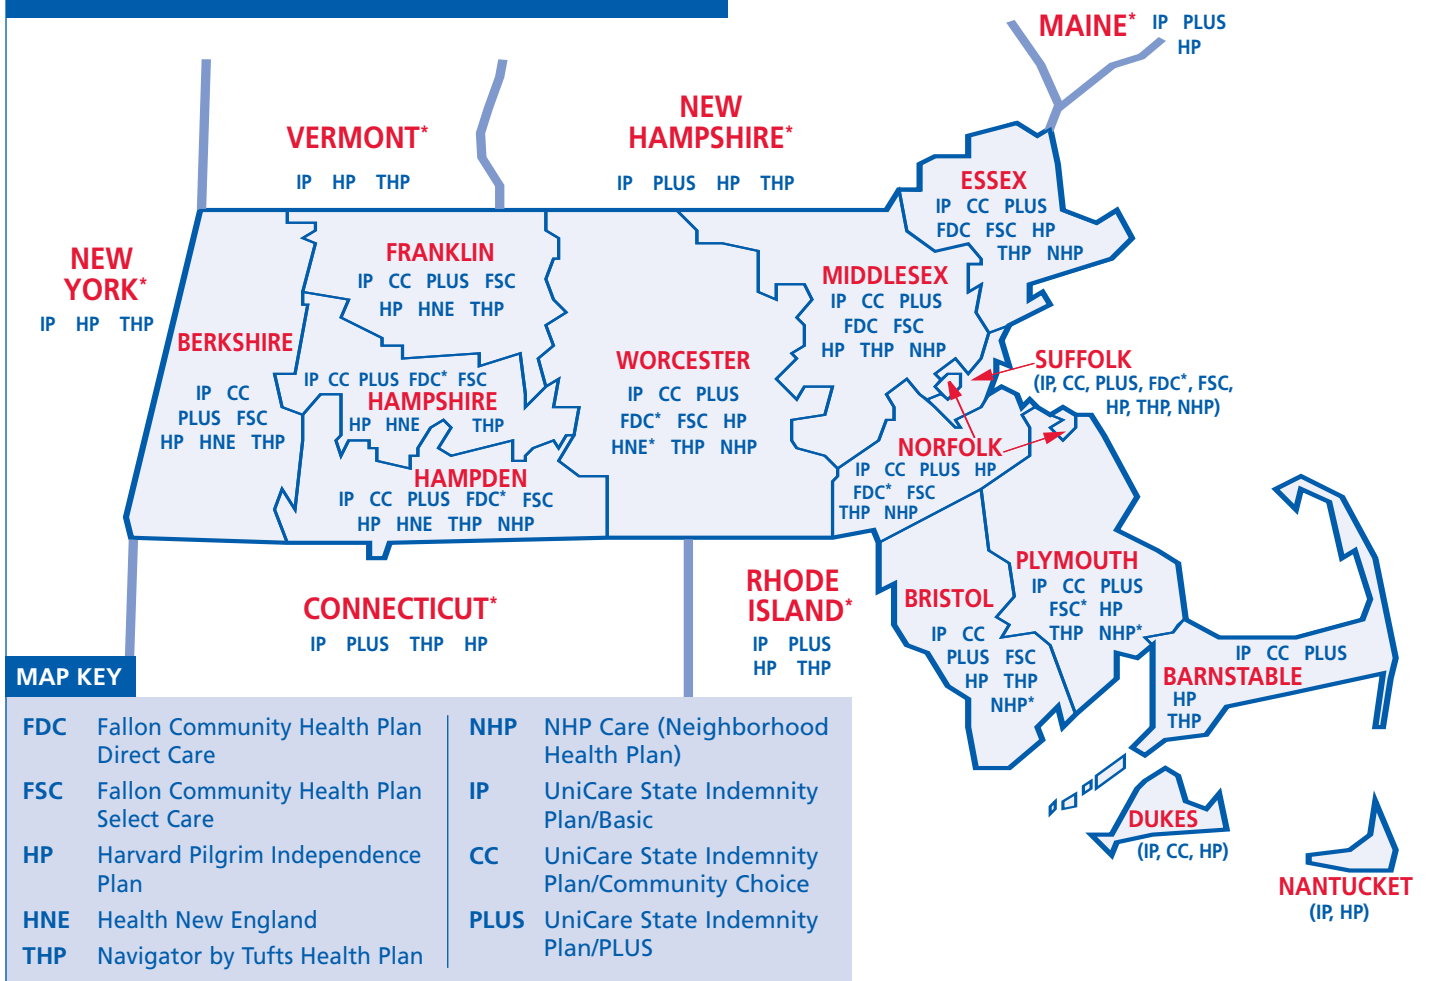 MAINE* IP PLUS
HP
NEW
HAMPSHIRE*
IP PLUS HP THP
VERMONT*
IP HP THP
NEW
YORK*
IP HP THP
ESSEX
IP CC PLUS
FDC FSC HP
THP NHP
FRANKLIN
IP CC PLUS FSC
HP HNE THP
MIDDLESEX
IP CC PLUS
FDC FSC
HP THP NHP
BERKSHIRE
IP CC
PLUS FSC
HP HNE THP
WORCESTER
IP CC PLUS
FDC* FSC HP
HNE* THP NHP
SUFFOLK
(IP, CC, PLUS, FDC*, FSC,
HP, THP, NHP)
IP CC PLUS FDC* FSC
HAMPSHIRE
HP HNE THP
NORFOLK
IP CC PLUS HP
FDC* FSC
THP NHP
HAMPDEN
IP CC PLUS FDC* FSC
HP HNE THP NHP
PLYMOUTH
IP CC PLUS
FSC* HP
THP NHP*
BRISTOL
IP CC
PLUS FSC
HP THP
NHP*
CONNECTICUT*
IP PLUS THP HP
RHODE
ISLAND*
IP PLUS
HP THP
IP CC PLUS
BARNSTABLE
HP
THP
DUKES
(IP, CC, HP)
NANTUCKET
(IP, HP)
MAP KEY
FDC Fallon Community Health Plan
Direct Care
FSC Fallon Community Health Plan
Select Care
HP Harvard Pilgrim Independence
Plan
HNE Health New England
THP Navigator by Tufts Health Plan
NHP NHP Care (Neighborhood
Health Plan)
IP UniCare State Indemnity
Plan/Basic
CC UniCare State Indemnity
Plan/Community Choice
PLUS UniCare State Indemnity
Plan/PLUS